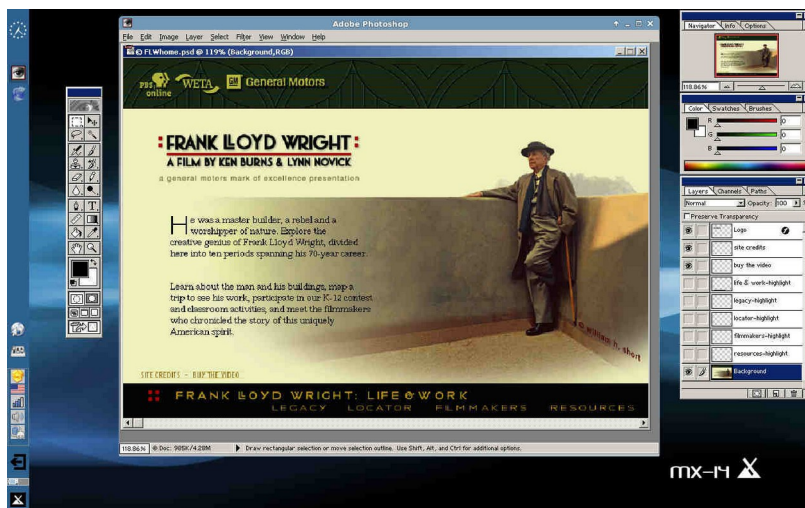 Adobe Photoshop
File Edit Image Layer Select Filter View Window Help
© FLWhome.psd @ 119% (Background,RGB)
PBS online
WETA
GM General Motors
:FRANK LLOYD WRIGHT:
A FILM BY KEN BURNS & LYNN NOVICK
a general motors mark of excellence presentation
He was a master builder, a rebel and a
worshipper of nature. Explore the
creative genius of Frank Lloyd Wright, divided
here into ten periods spanning his 70-year career.
Learn about the man and his buildings, map a
trip to see his work, participate in our K-12 contest
and classroom activities, and meet the filmmakers
who chronicled the story of this uniquely
American spirit.
© william h. short
SITE CREDITS - BUY THE VIDEO
FRANK LLOYD WRIGHT: LIFE & WORK
LEGACY LOCATOR FILMMAKERS RESOURCES
118.86% Doc: 985K/4.28M Draw rectangular selection or move selection outline. Use Shift, Alt, and Ctrl for additional options.
Navigator Info Options
118.86%
Color Swatches Brushes
R 0
G 0
B 0
Layers Channels Paths
Normal Opacity: 100 %
Preserve Transparency
Logo
site credits
buy the video
life & work-highlight
legacy-highlight
locator-highlight
filmmakers-highlight
resources-highlight
Background
mx-14